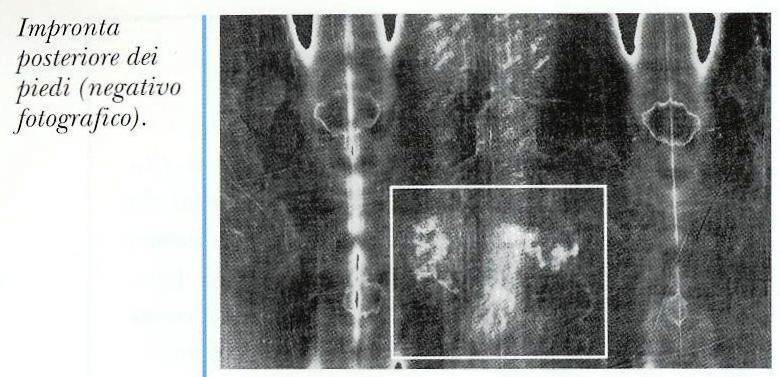 Impronta
posteriore dei
piedi (negativo
fotografico).